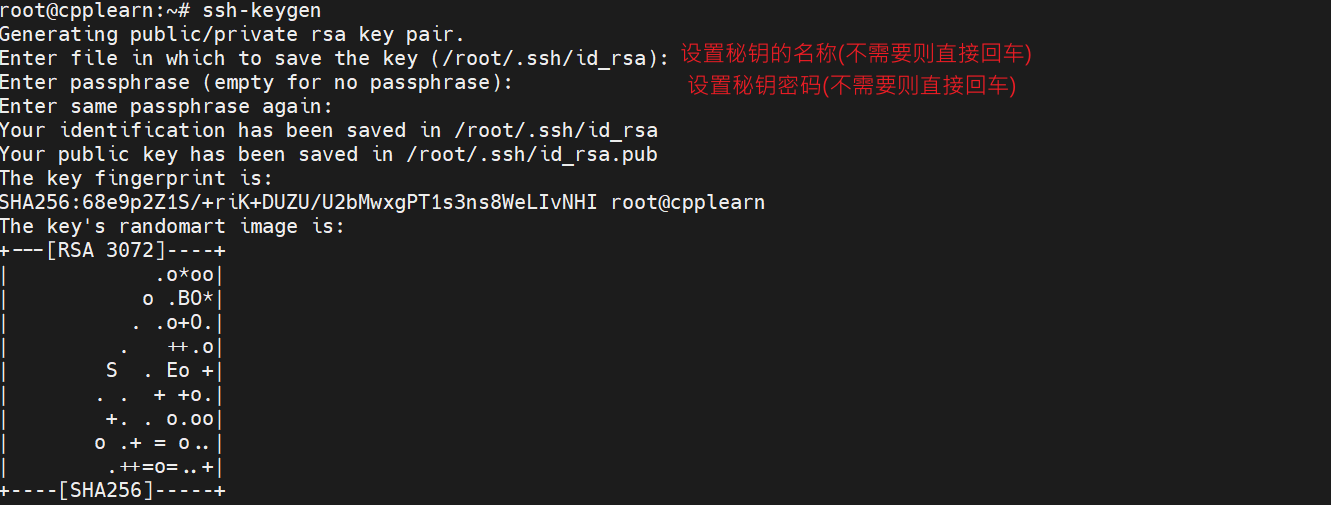 root@cpplearn:~# ssh-keygen
Generating public/private rsa key pair.
Enter file in which to save the key (/root/.ssh/id_rsa): 设置秘钥的名称(不需要则直接回车)
Enter passphrase (empty for no passphrase): 设置秘钥密码(不需要则直接回车)
Enter same passphrase again:
Your identification has been saved in /root/.ssh/id_rsa
Your public key has been saved in /root/.ssh/id_rsa.pub
The key fingerprint is:
SHA256:68e9p2Z1S/+riK+DUZU/U2bMwxgPT1s3ns8WeLIvNHI root@cpplearn
The key's randomart image is:
+---[RSA 3072]----+
|            .o*oo|
|           o .BO*|
|          . .o+O.|
|         .   ++.o|
|        S  . Eo +|
|       . .  + +o.|
|        +. . o.oo|
|       o .+ = o..|
|        .++=o=..+|
+----[SHA256]-----+